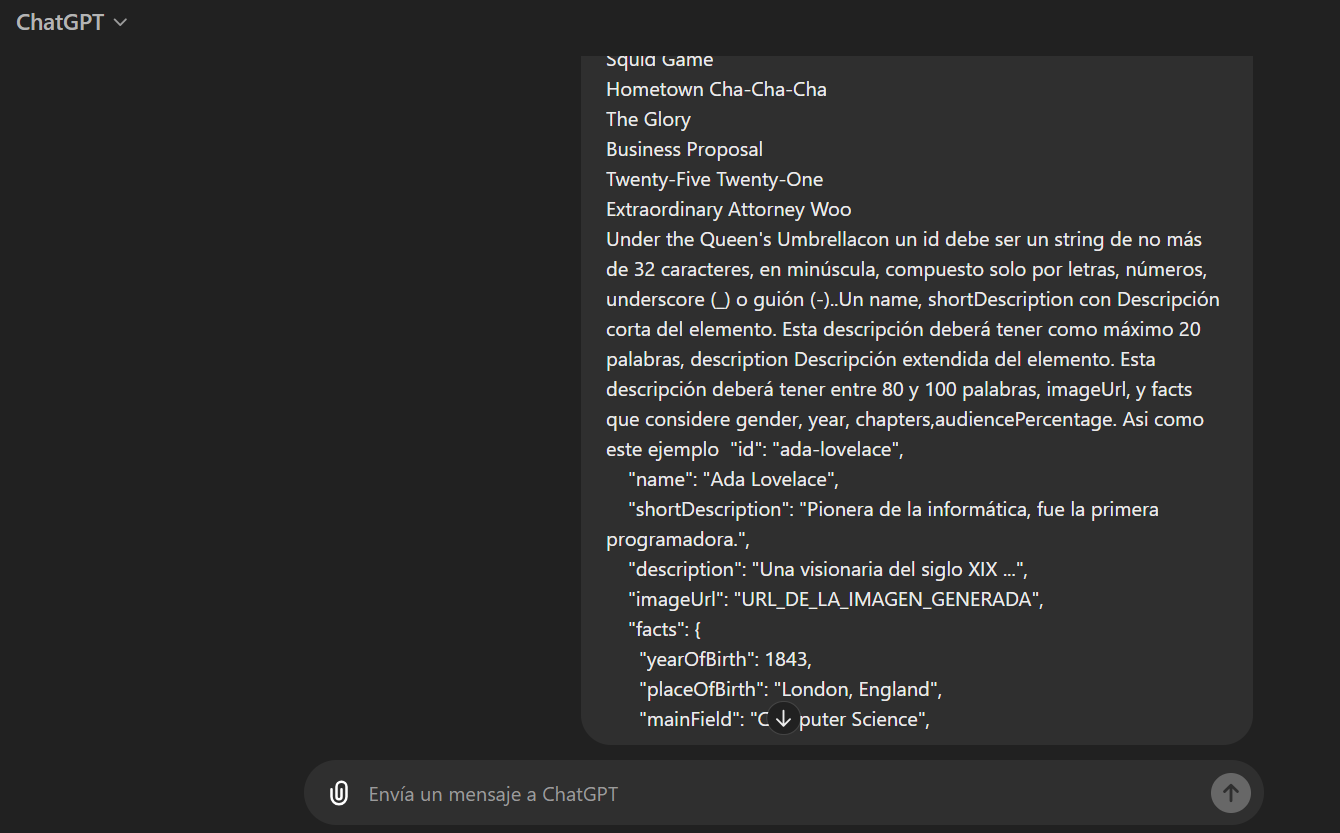 ChatGPT
Squid Game
Hometown Cha-Cha-Cha
The Glory
Business Proposal
Twenty-Five Twenty-One
Extraordinary Attorney Woo
Under the Queen's Umbrellacon un id debe ser un string de no más
de 32 caracteres, en minúscula, compuesto solo por letras, números,
underscore (_) o guión (-)..Un name, shortDescription con Descripción
corta del elemento. Esta descripción deberá tener como máximo 20
palabras, description Descripción extendida del elemento. Esta
descripción deberá tener entre 80 y 100 palabras, imageUrl, y facts
que considere gender, year, chapters,audiencePercentage. Asi como
este ejemplo  "id": "ada-lovelace",
"name": "Ada Lovelace",
"shortDescription": "Pionera de la informática, fue la primera
programadora.",
"description": "Una visionaria del siglo XIX ...",
"imageUrl": "URL_DE_LA_IMAGEN_GENERADA",
"facts": {
"yearOfBirth": 1843,
"placeOfBirth": "London, England",
"mainField": "C puter Science",
Envía un mensaje a ChatGPT